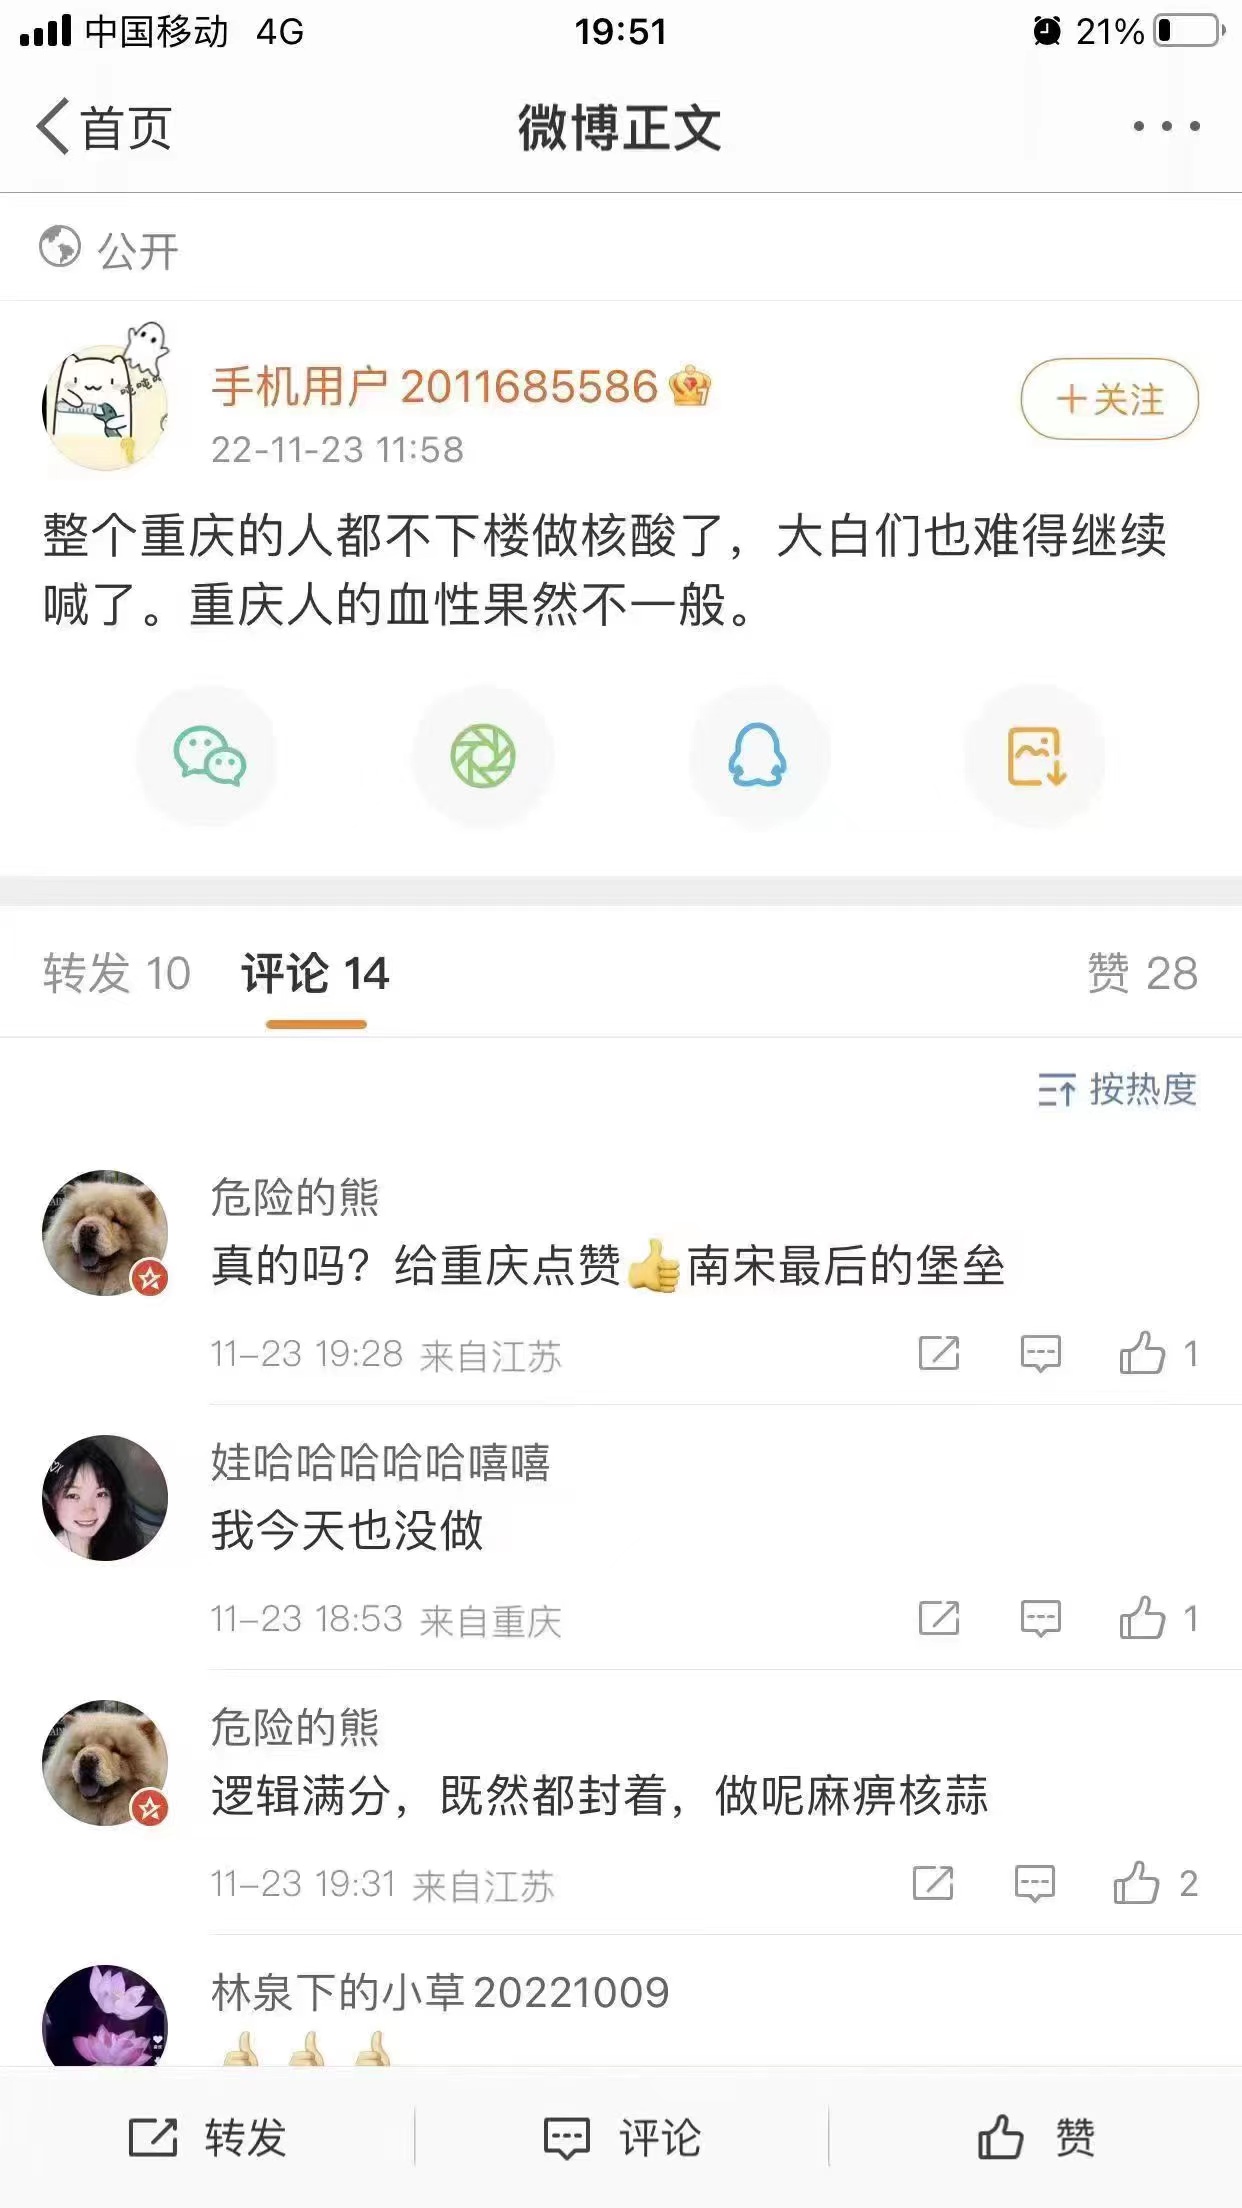 中国移动 4G 19:51 21%
首页 微博正文
公开
手机用户2011685586
+关注
22-11-23 11:58
整个重庆的人都不下楼做核酸了，大白们也难得继续
喊了。重庆人的血性果然不一般。
转发 10 评论 14 赞 28
按热度
危险的熊
真的吗？给重庆点赞👍南宋最后的堡垒
11-23 19:28 来自江苏 1
娃哈哈哈哈哈嘻嘻
我今天也没做
11-23 18:53 来自重庆 1
危险的熊
逻辑满分，既然都封着，做呢麻痹核蒜
11-23 19:31 来自江苏 2
林泉下的小草20221009
👍👍👍
转发 评论 赞